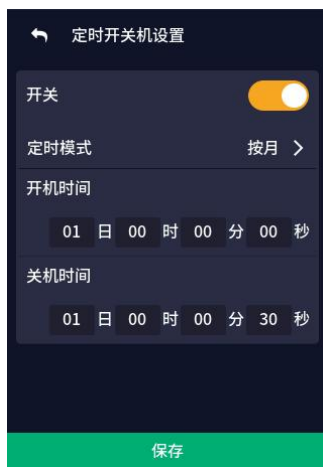 定时开关机设置
开关
定时模式 按月
开机时间
01 日 00 时 00 分 00 秒
关机时间
01 日 00 时 00 分 30 秒
保存